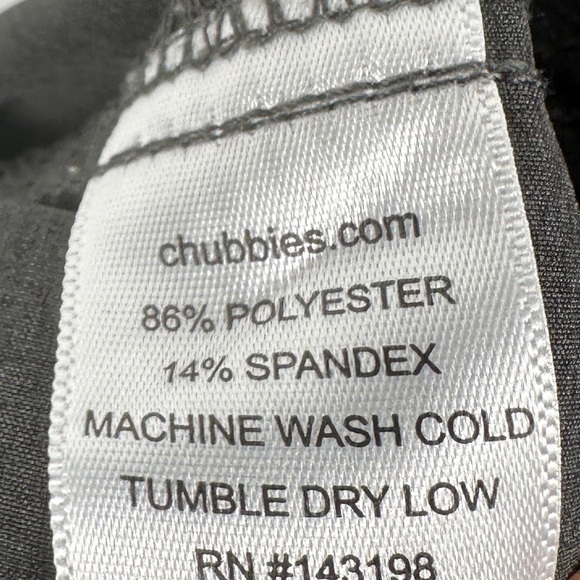 chubbies.com
86% POLYESTER
14% SPANDEX
MACHINE WASH COLD
TUMBLE DRY LOW
RN #143198